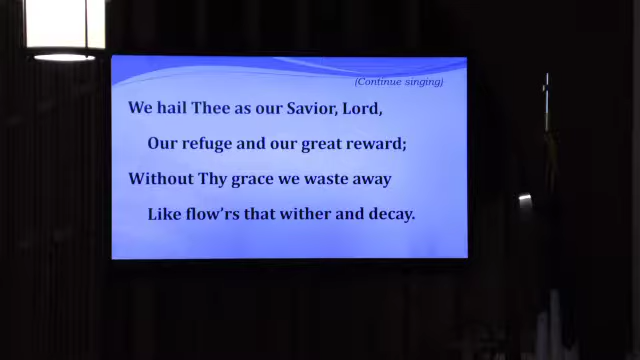 (Continue singing)
We hail Thee as our Savior, Lord,
Our refuge and our great reward;
Without Thy grace we waste away
Like flow'rs that wither and decay.